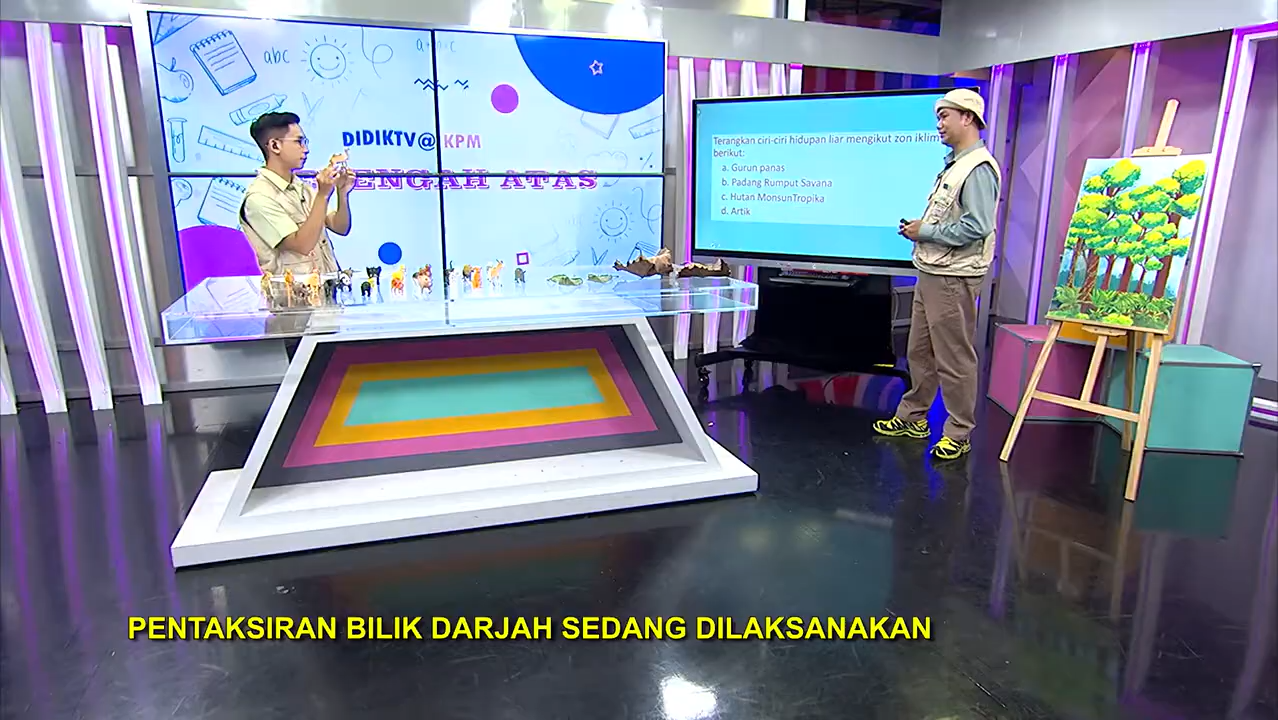 abc
a+b=c
DIDIKTV@KPM
MENENGAH ATAS
Terangkan ciri-ciri hidupan liar mengikut zon iklim
berikut:
a. Gurun panas
b. Padang Rumput Savana
c. Hutan MonsunTropika
d. Artik
PENTAKSIRAN BILIK DARJAH SEDANG DILAKSANAKAN